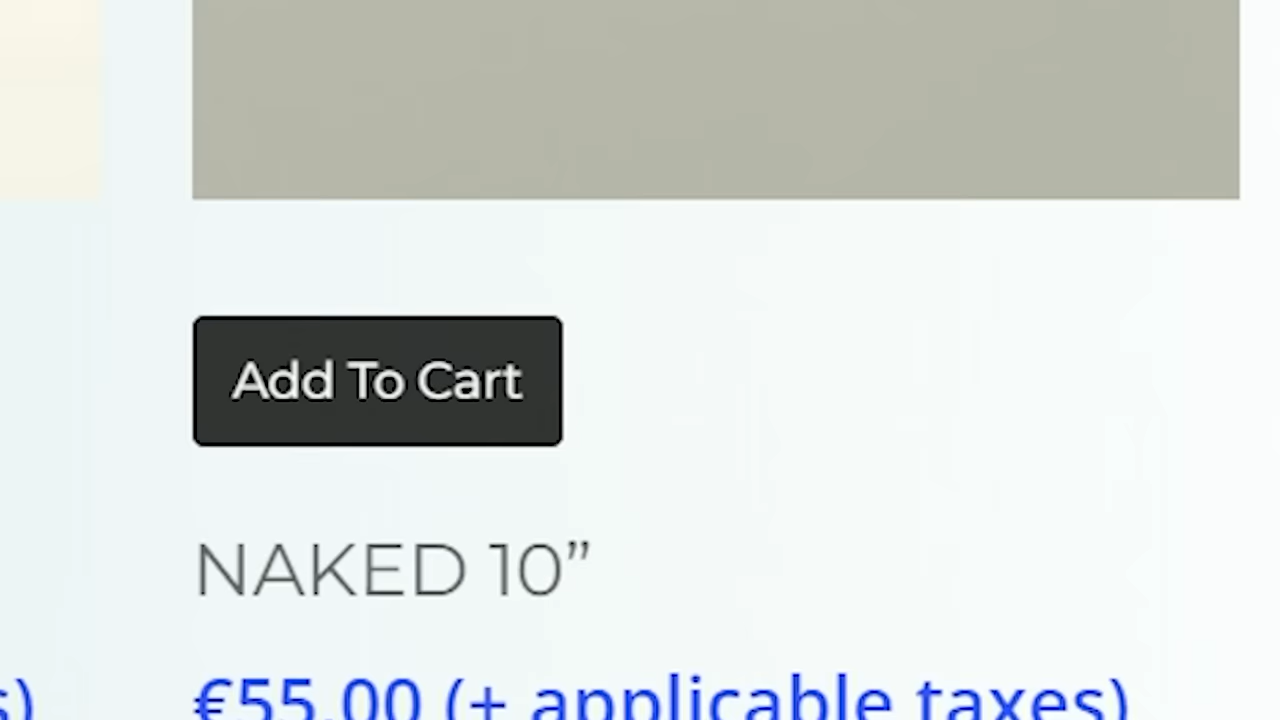 Add To Cart
NAKED 10”
s)
€55.00 (+ applicable taxes)